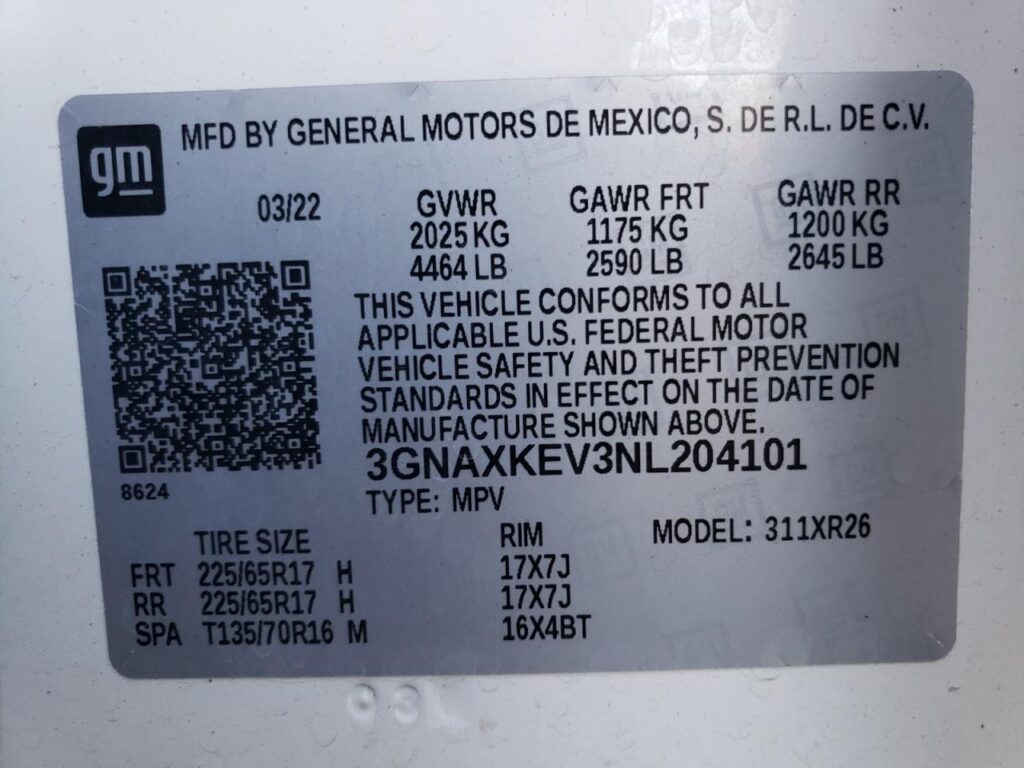 gm
MFD BY GENERAL MOTORS DE MEXICO, S. DE R.L. DE C.V.
03/22
GVWR GAWR FRT GAWR RR
2025 KG 1175 KG 1200 KG
4464 LB 2590 LB 2645 LB
THIS VEHICLE CONFORMS TO ALL
APPLICABLE U.S. FEDERAL MOTOR
VEHICLE SAFETY AND THEFT PREVENTION
STANDARDS IN EFFECT ON THE DATE OF
MANUFACTURE SHOWN ABOVE.
3GNAXKEV3NL204101
8624
TYPE: MPV
TIRE SIZE RIM MODEL: 311XR26
FRT 225/65R17 H 17X7J
RR 225/65R17 H 17X7J
SPA T135/70R16 M 16X4BT